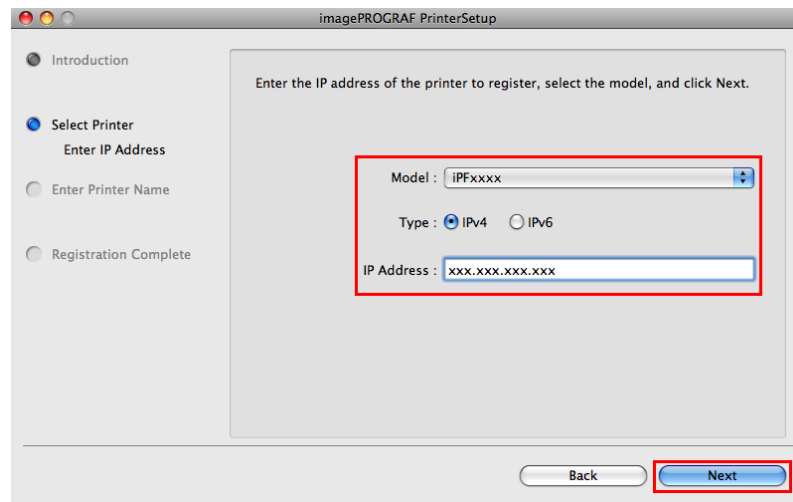 imagePROGRAF PrinterSetup
Introduction
Select Printer
Enter IP Address
Enter Printer Name
Registration Complete
Enter the IP address of the printer to register, select the model, and click Next.
Model : iPFxxxx
Type : IPv4 IPv6
IP Address : xxx.xxx.xxx.xxx
Back Next